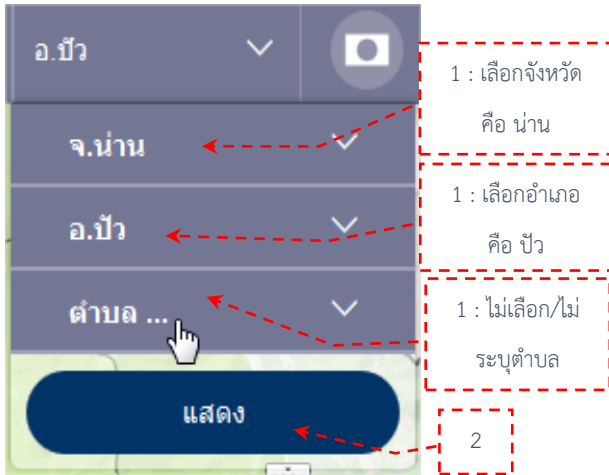 อ.ปัว
1 : เลือกจังหวัด
คือ น่าน
จ.น่าน
1 : เลือกอำเภอ
คือ ปัว
อ.ปัว
1 : ไม่เลือก/ไม่
ระบุตำบล
ตำบล ...
แสดง
2